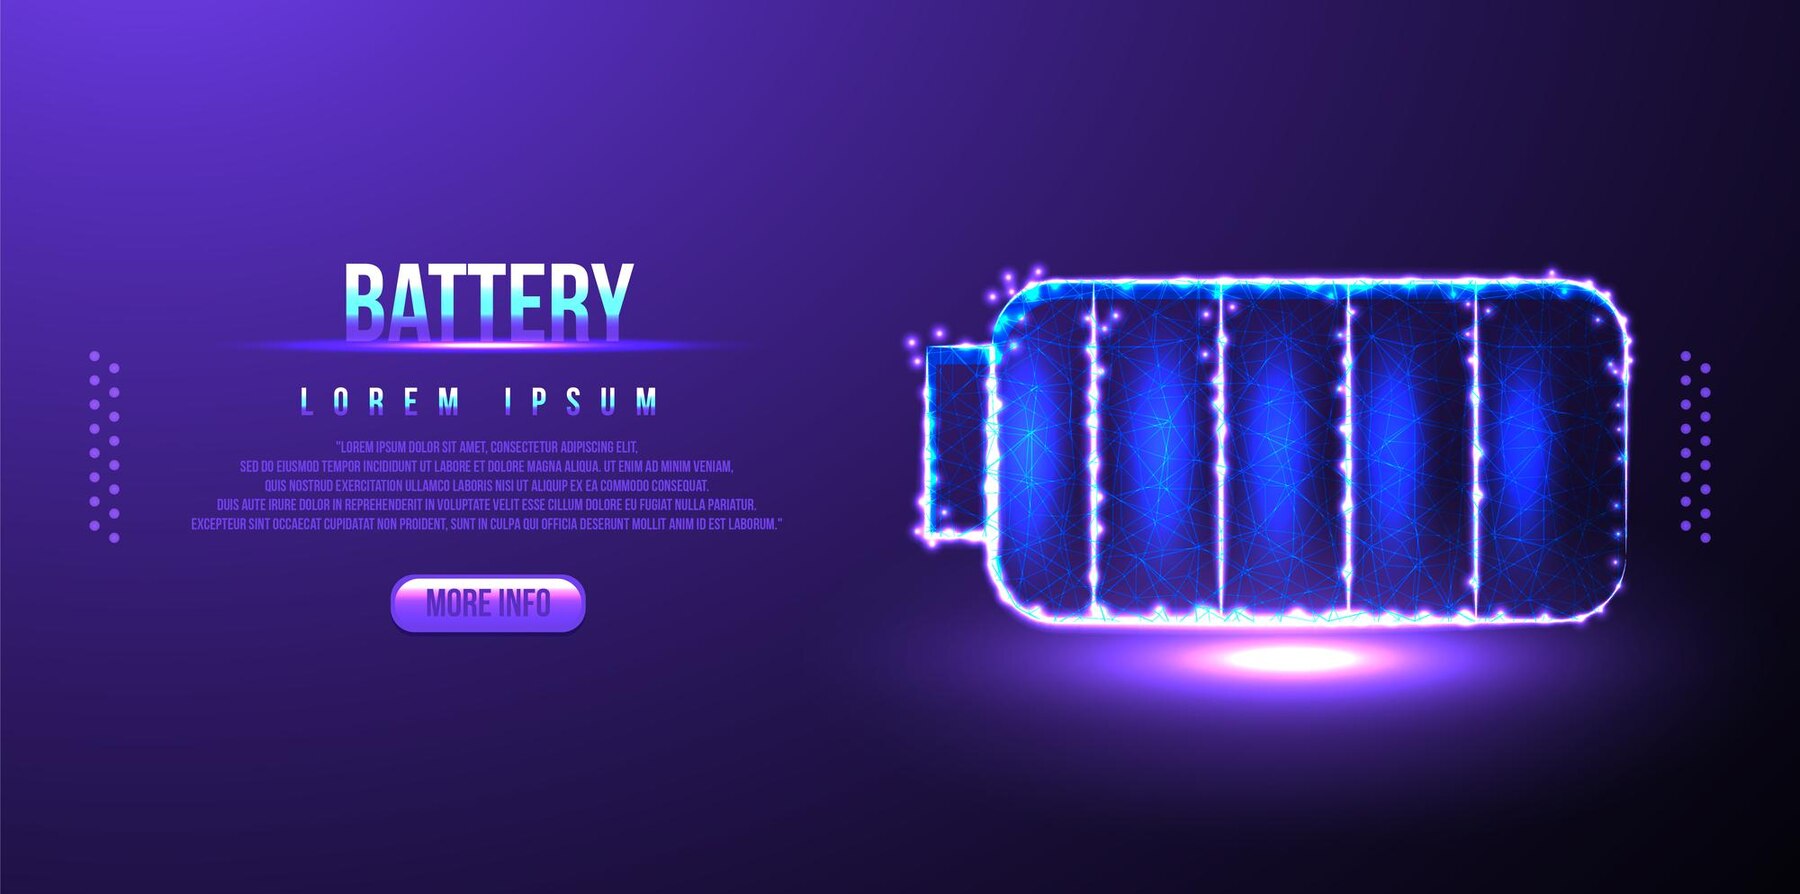 BATTERY
LOREM IPSUM
"LOREM IPSUM DOLOR SIT AMET, CONSECTETUR ADIPISCING ELIT,
SED DO EIUSMOD TEMPOR INCIDIDUNT UT LABORE ET DOLORE MAGNA ALIQUA. UT ENIM AD MINIM VENIAM,
QUIS NOSTRUD EXERCITATION ULLAMCO LABORIS NISI UT ALIQUIP EX EA COMMODO CONSEQUAT.
DUIS AUTE IRURE DOLOR IN REPREHENDERIT IN VOLUPTATE VELIT ESSE CILLUM DOLORE EU FUGIAT NULLA PARIATUR.
EXCEPTEUR SINT OCCAECAT CUPIDATAT NON PROIDENT, SUNT IN CULPA QUI OFFICIA DESERUNT MOLLIT ANIM ID EST LABORUM."
MORE INFO